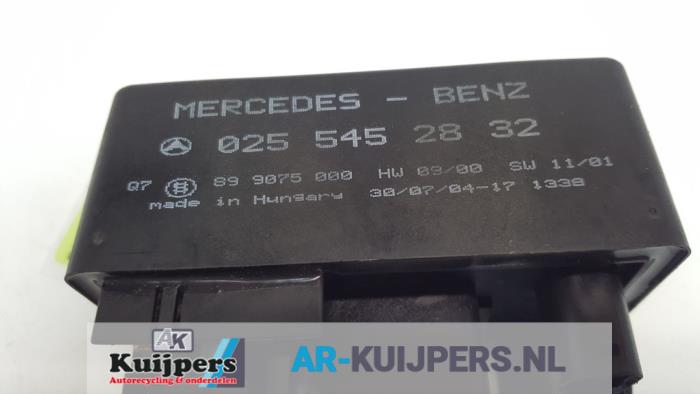 MERCEDES - BENZ
025 545 28 32
Q7 89 9075 000 HW 09/00 SW 11/01
made in Hungary 30/07/04-17 1338
AK
Kuijpers
Autorecycling & onderdelen
AR-KUIJPERS.NL